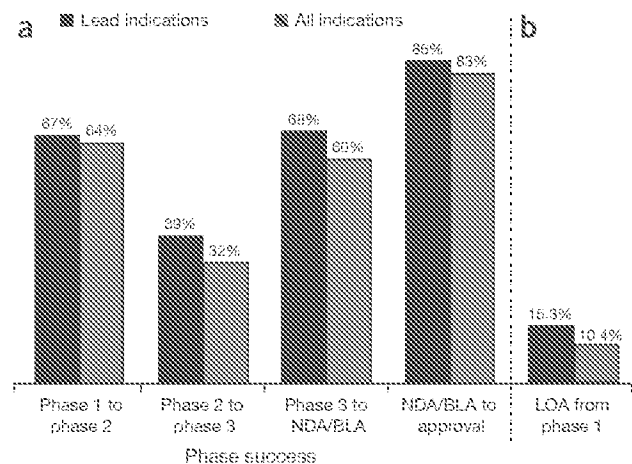 a
Lead indications
All indications
b
67%
64%
39%
32%
68%
60%
86%
83%
15.3%
10.4%
Phase 1 to
phase 2
Phase 2 to
phase 3
Phase 3 to
NDA/BLA
NDA/BLA to
approval
LOA from
phase 1
Phase success